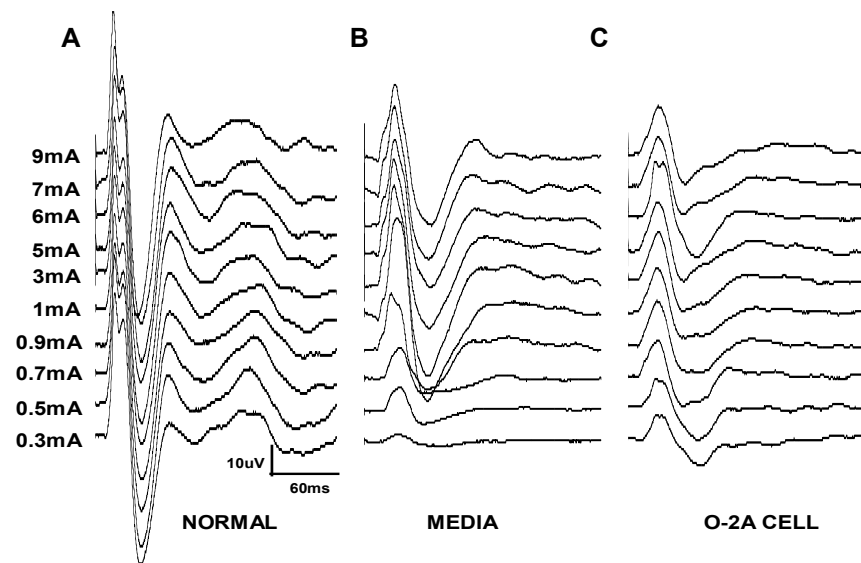 A
B
C
9mA
7mA
6mA
5mA
3mA
1mA
0.9mA
0.7mA
0.5mA
0.3mA
10uV
60ms
NORMAL
MEDIA
O-2A CELL